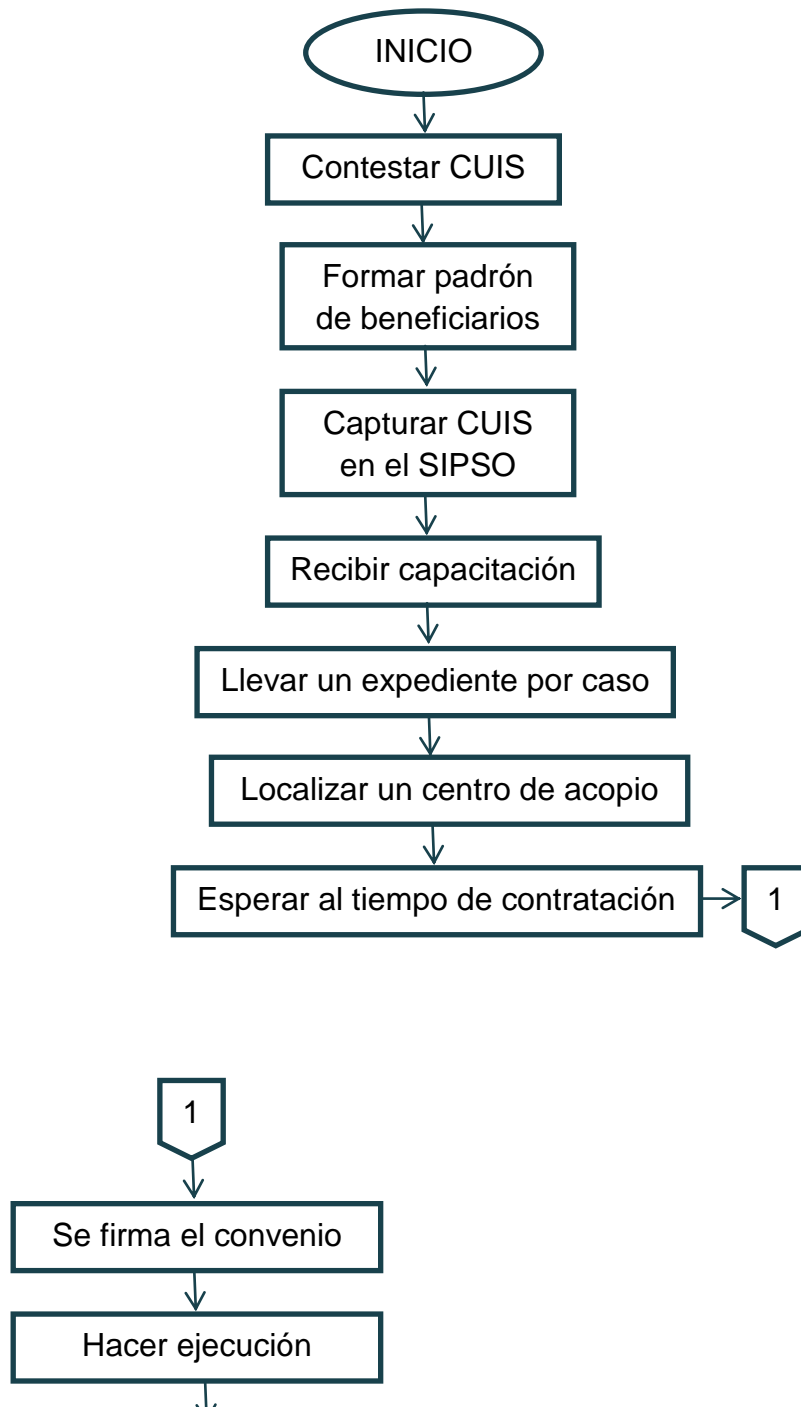 INICIO
Contestar CUIS
Formar padrón
de beneficiarios
Capturar CUIS
en el SIPSO
Recibir capacitación
Llevar un expediente por caso
Localizar un centro de acopio
Esperar al tiempo de contratación
1
1
Se firma el convenio
Hacer ejecución